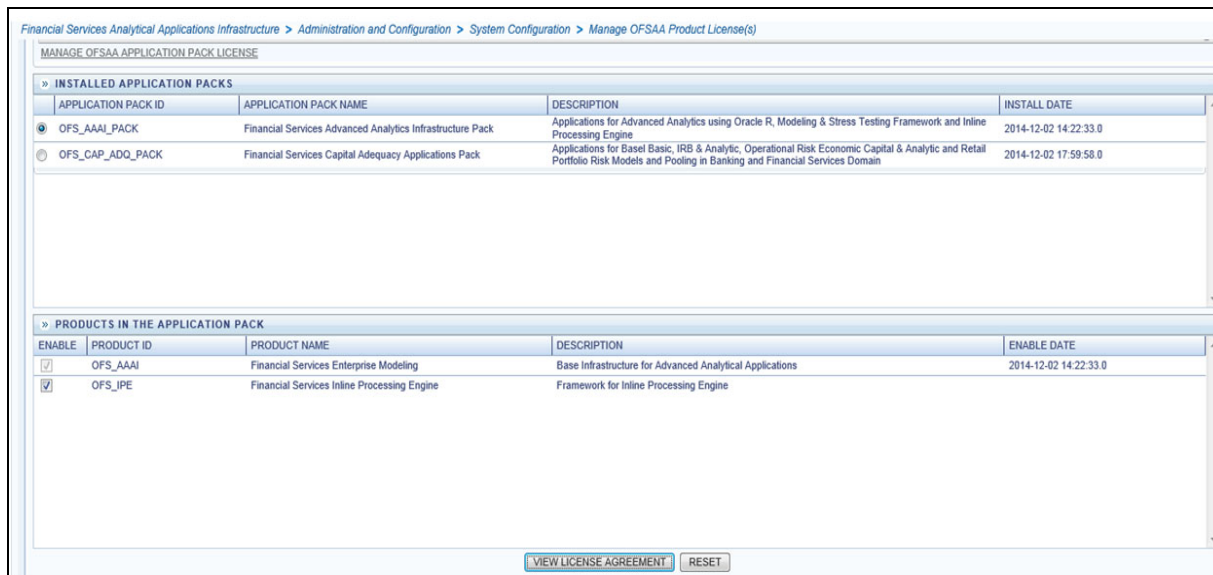 Financial Services Analytical Applications Infrastructure > Administration and Configuration > System Configuration > Manage OFSAA Product License(s)
MANAGE OFSAA APPLICATION PACK LICENSE
» INSTALLED APPLICATION PACKS
APPLICATION PACK ID APPLICATION PACK NAME DESCRIPTION INSTALL DATE
OFS_AAAI_PACK Financial Services Advanced Analytics Infrastructure Pack Applications for Advanced Analytics using Oracle R, Modeling & Stress Testing Framework and Inline 2014-12-02 14:22:33.0
Processing Engine
OFS_CAP_ADQ_PACK Financial Services Capital Adequacy Applications Pack Applications for Basel Basic, IRB & Analytic, Operational Risk Economic Capital & Analytic and Retail 2014-12-02 17:59:58.0
Portfolio Risk Models and Pooling in Banking and Financial Services Domain
» PRODUCTS IN THE APPLICATION PACK
ENABLE PRODUCT ID PRODUCT NAME DESCRIPTION ENABLE DATE
OFS_AAAI Financial Services Enterprise Modeling Base Infrastructure for Advanced Analytical Applications 2014-12-02 14:22:33.0
OFS_IPE Financial Services Inline Processing Engine Framework for Inline Processing Engine
VIEW LICENSE AGREEMENT RESET